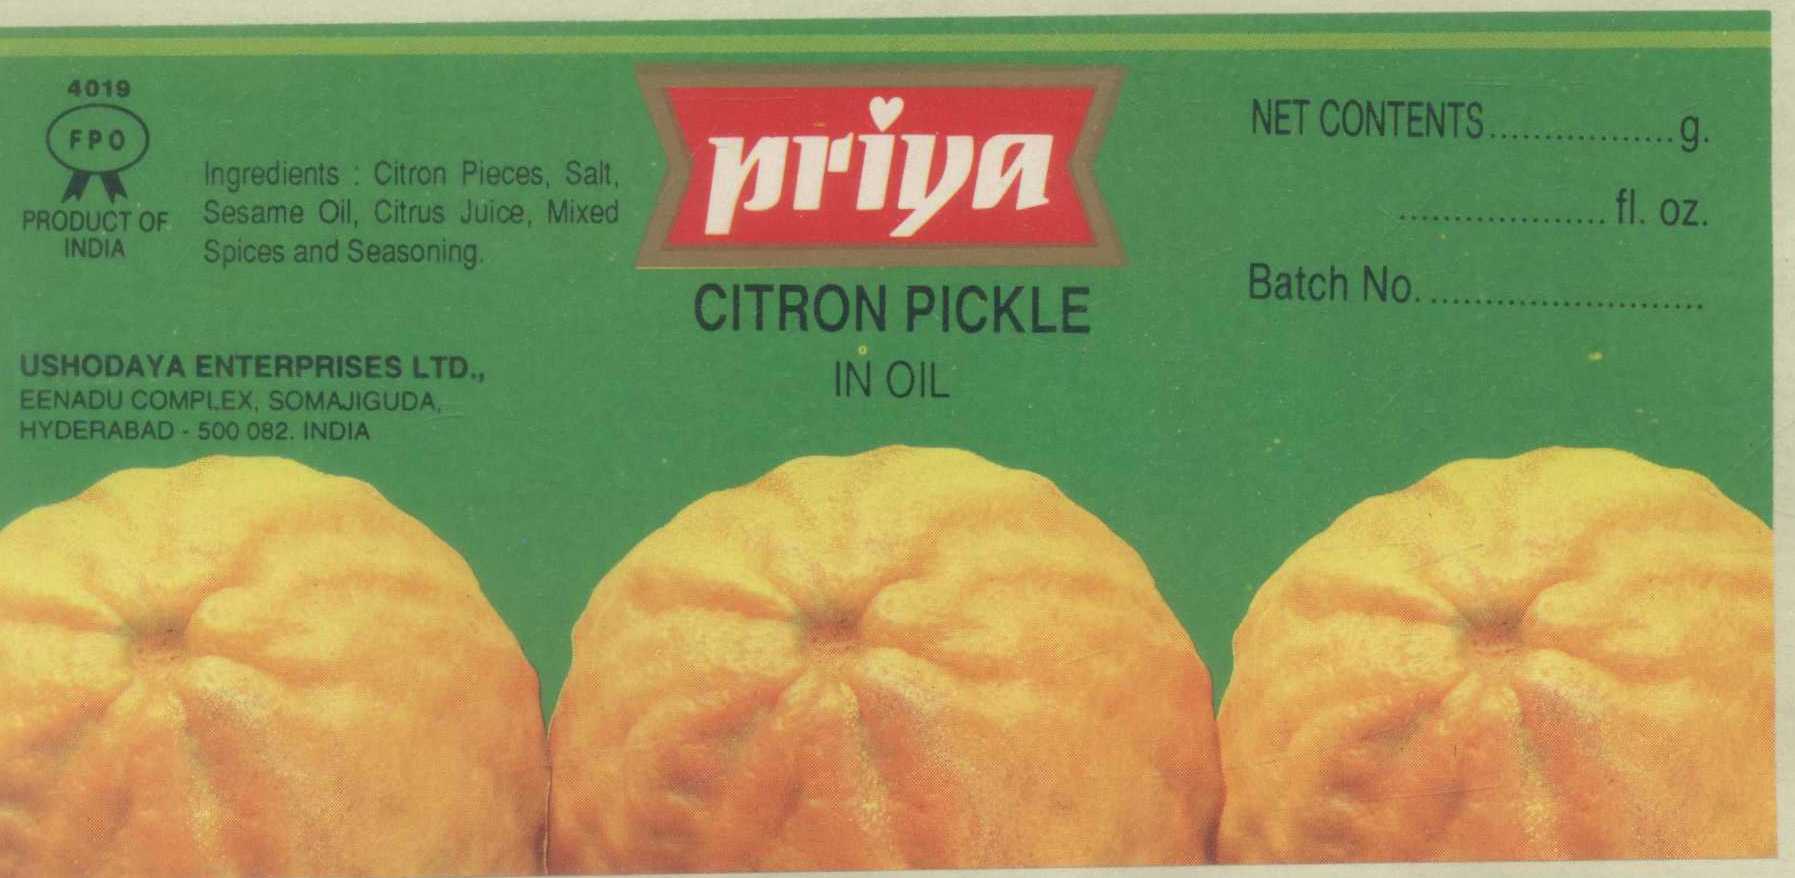 4019
FPO
PRODUCT OF
INDIA
Ingredients : Citron Pieces, Salt,
Sesame Oil, Citrus Juice, Mixed
Spices and Seasoning.
USHODAYA ENTERPRISES LTD.,
EENADU COMPLEX, SOMAJIGUDA,
HYDERABAD - 500 082. INDIA
priya
CITRON PICKLE
IN OIL
NET CONTENTS.................g.
...................fl. oz.
Batch No..........................